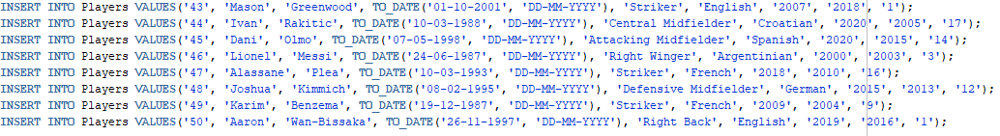 INSERT INTO Players VALUES('43', 'Mason', 'Greenwood', TO_DATE('01-10-2001', 'DD-MM-YYYY'), 'Striker', 'English', '2007', '2018', '1');
INSERT INTO Players VALUES('44', 'Ivan', 'Rakitic', TO_DATE('10-03-1988', 'DD-MM-YYYY'), 'Central Midfielder', 'Croatian', '2020', '2005', '17');
INSERT INTO Players VALUES('45', 'Dani', 'Olmo', TO_DATE('07-05-1998', 'DD-MM-YYYY'), 'Attacking Midfielder', 'Spanish', '2020', '2015', '14');
INSERT INTO Players VALUES('46', 'Lionel', 'Messi', TO_DATE('24-06-1987', 'DD-MM-YYYY'), 'Right Winger', 'Argentinian', '2000', '2003', '3');
INSERT INTO Players VALUES('47', 'Alassane', 'Plea', TO_DATE('10-03-1993', 'DD-MM-YYYY'), 'Striker', 'French', '2018', '2010', '16');
INSERT INTO Players VALUES('48', 'Joshua', 'Kimmich', TO_DATE('08-02-1995', 'DD-MM-YYYY'), 'Defensive Midfielder', 'German', '2015', '2013', '12');
INSERT INTO Players VALUES('49', 'Karim', 'Benzema', TO_DATE('19-12-1987', 'DD-MM-YYYY'), 'Striker', 'French', '2009', '2004', '9');
INSERT INTO Players VALUES('50', 'Aaron', 'Wan-Bissaka', TO_DATE('26-11-1997', 'DD-MM-YYYY'), 'Right Back', 'English', '2019', '2016', '1');